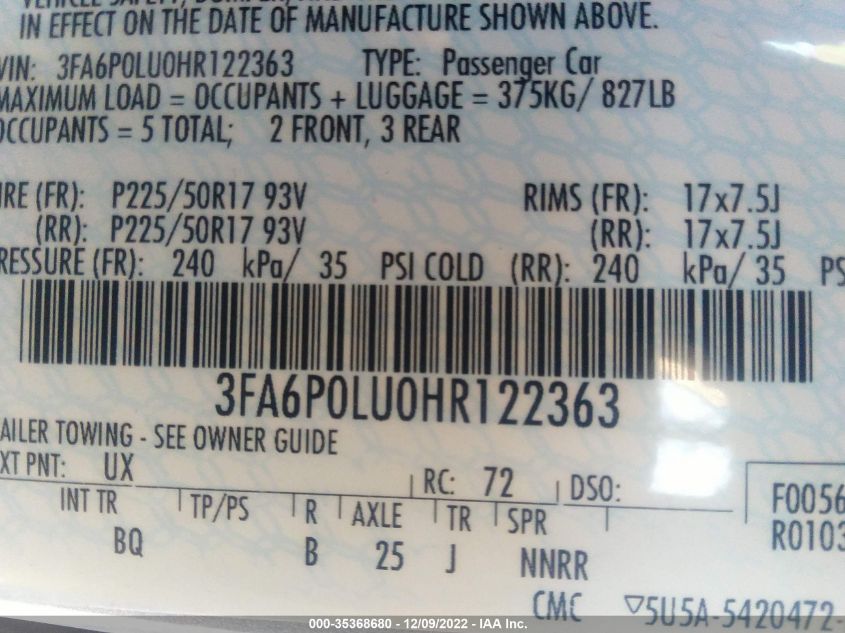 IN EFFECT ON THE DATE OF MANUFACTURE SHOWN ABOVE.
VIN: 3FA6P0LU0HR122363 TYPE: Passenger Car
MAXIMUM LOAD = OCCUPANTS + LUGGAGE = 375KG/ 827LB
OCCUPANTS = 5 TOTAL; 2 FRONT, 3 REAR
IRE (FR): P225/50R17 93V RIMS (FR): 17x7.5J
(RR): P225/50R17 93V (RR): 17x7.5J
RESSURE (FR): 240 kPa/ 35 PSI COLD (RR): 240 kPa/ 35 PS
3FA6P0LU0HR122363
AILER TOWING - SEE OWNER GUIDE
XT PNT: UX RC: 72 DSO: F0056
INT TR TP/PS R AXLE TR SPR R0103
BQ B 25 J NNRR
CMC ▽5U5A-5420472-
000-35368680 - 12/09/2022 - IAA Inc.